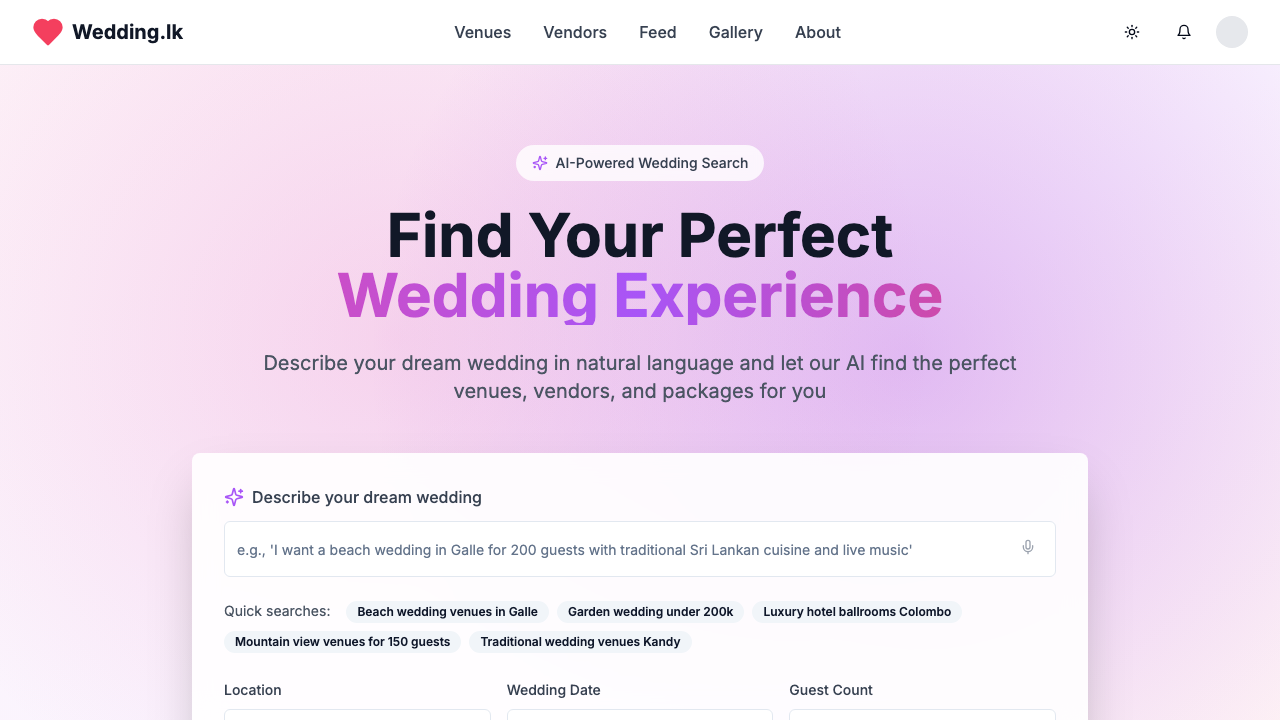 Wedding.lk
Venues Vendors Feed Gallery About
AI-Powered Wedding Search
Find Your Perfect
Wedding Experience
Describe your dream wedding in natural language and let our AI find the perfect
venues, vendors, and packages for you
Describe your dream wedding
e.g., 'I want a beach wedding in Galle for 200 guests with traditional Sri Lankan cuisine and live music'
Quick searches: Beach wedding venues in Galle Garden wedding under 200k Luxury hotel ballrooms Colombo
Mountain view venues for 150 guests Traditional wedding venues Kandy
Location Wedding Date Guest Count